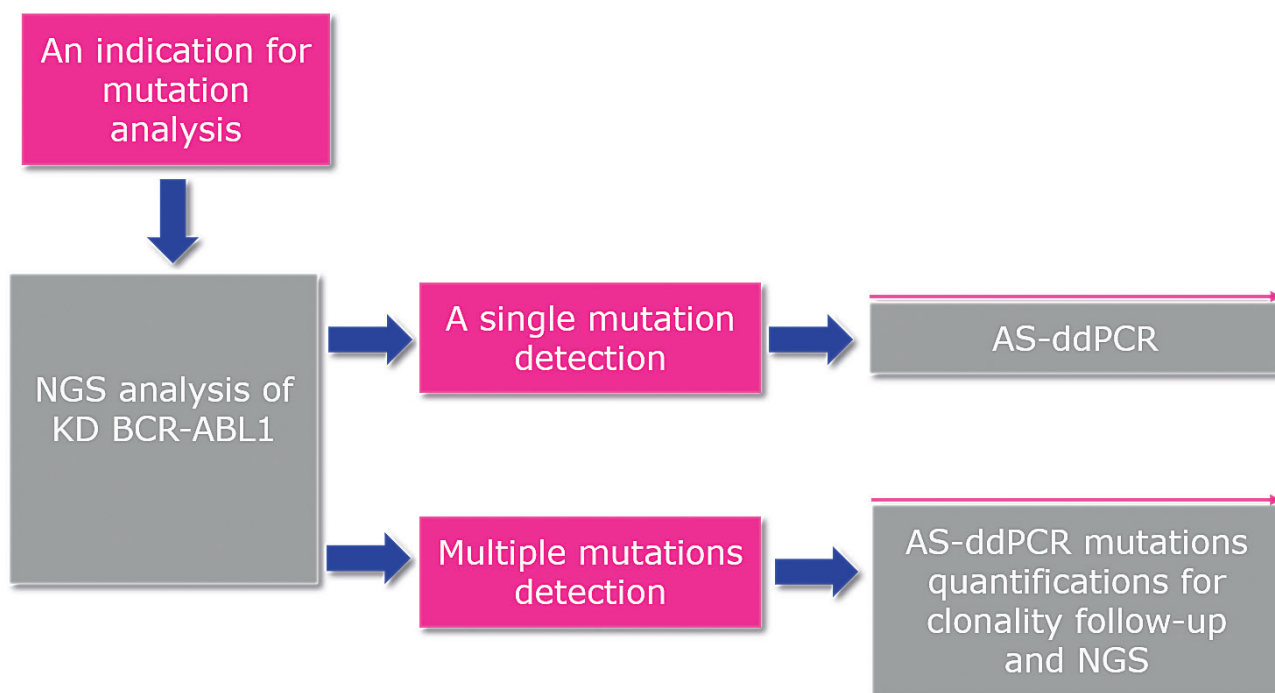 An indication for
mutation
analysis
NGS analysis of
KD BCR-ABL1
A single mutation
detection
AS-ddPCR
Multiple mutations
detection
AS-ddPCR mutations
quantifications for
clonality follow-up
and NGS